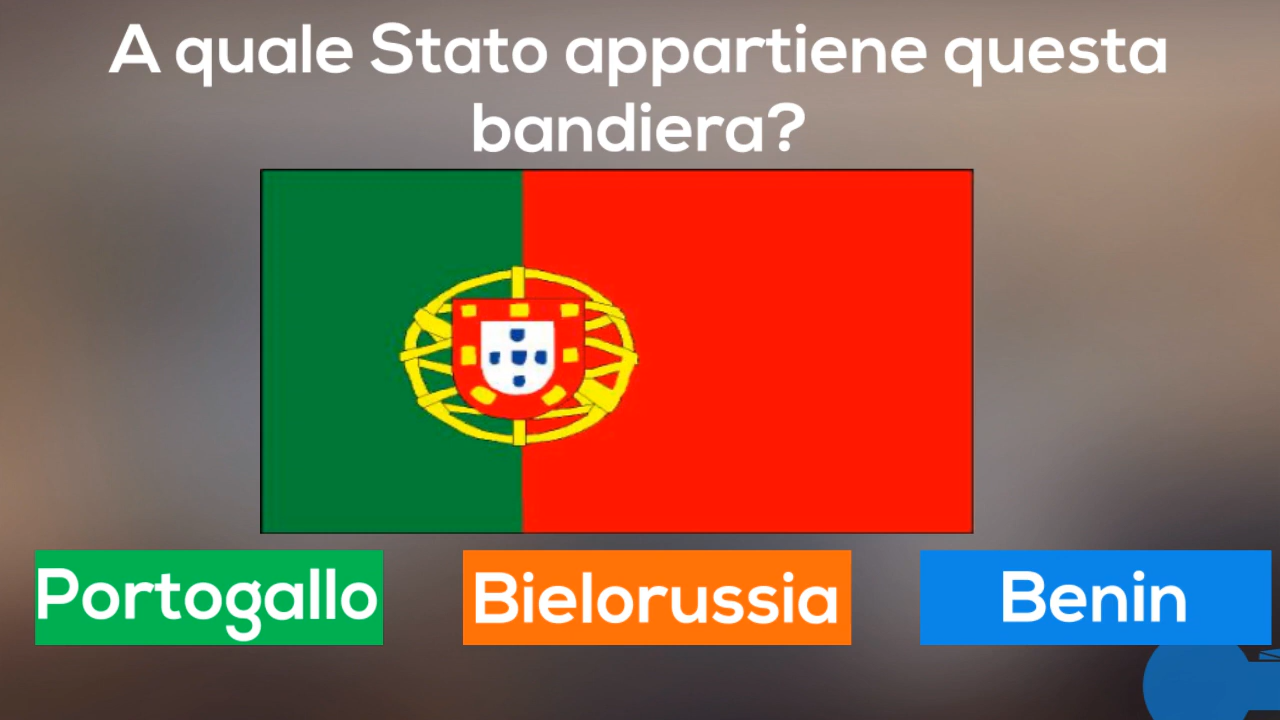 A quale Stato appartiene questa
bandiera?
Portogallo
Bielorussia
Benin